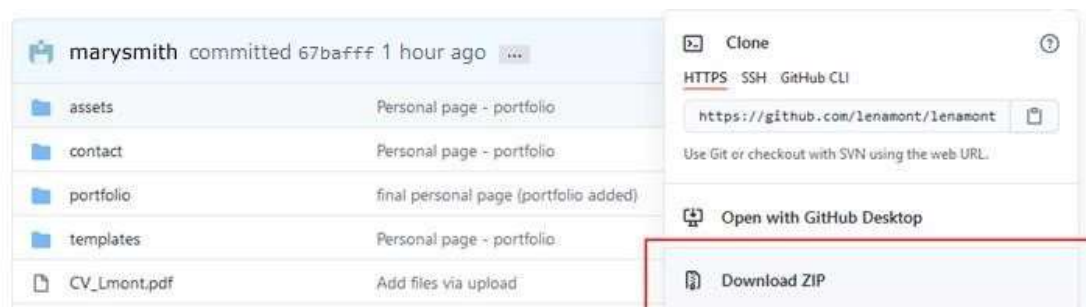 marysmith committed 67bafff 1 hour ago ...
assets Personal page - portfolio
contact Personal page - portfolio
portfolio final personal page (portfolio added)
templates Personal page - portfolio
CV_Lmont.pdf Add files via upload
Clone
HTTPS SSH GitHub CLI
https://github.com/lenamont/lenamont
Use Git or checkout with SVN using the web URL.
Open with GitHub Desktop
Download ZIP